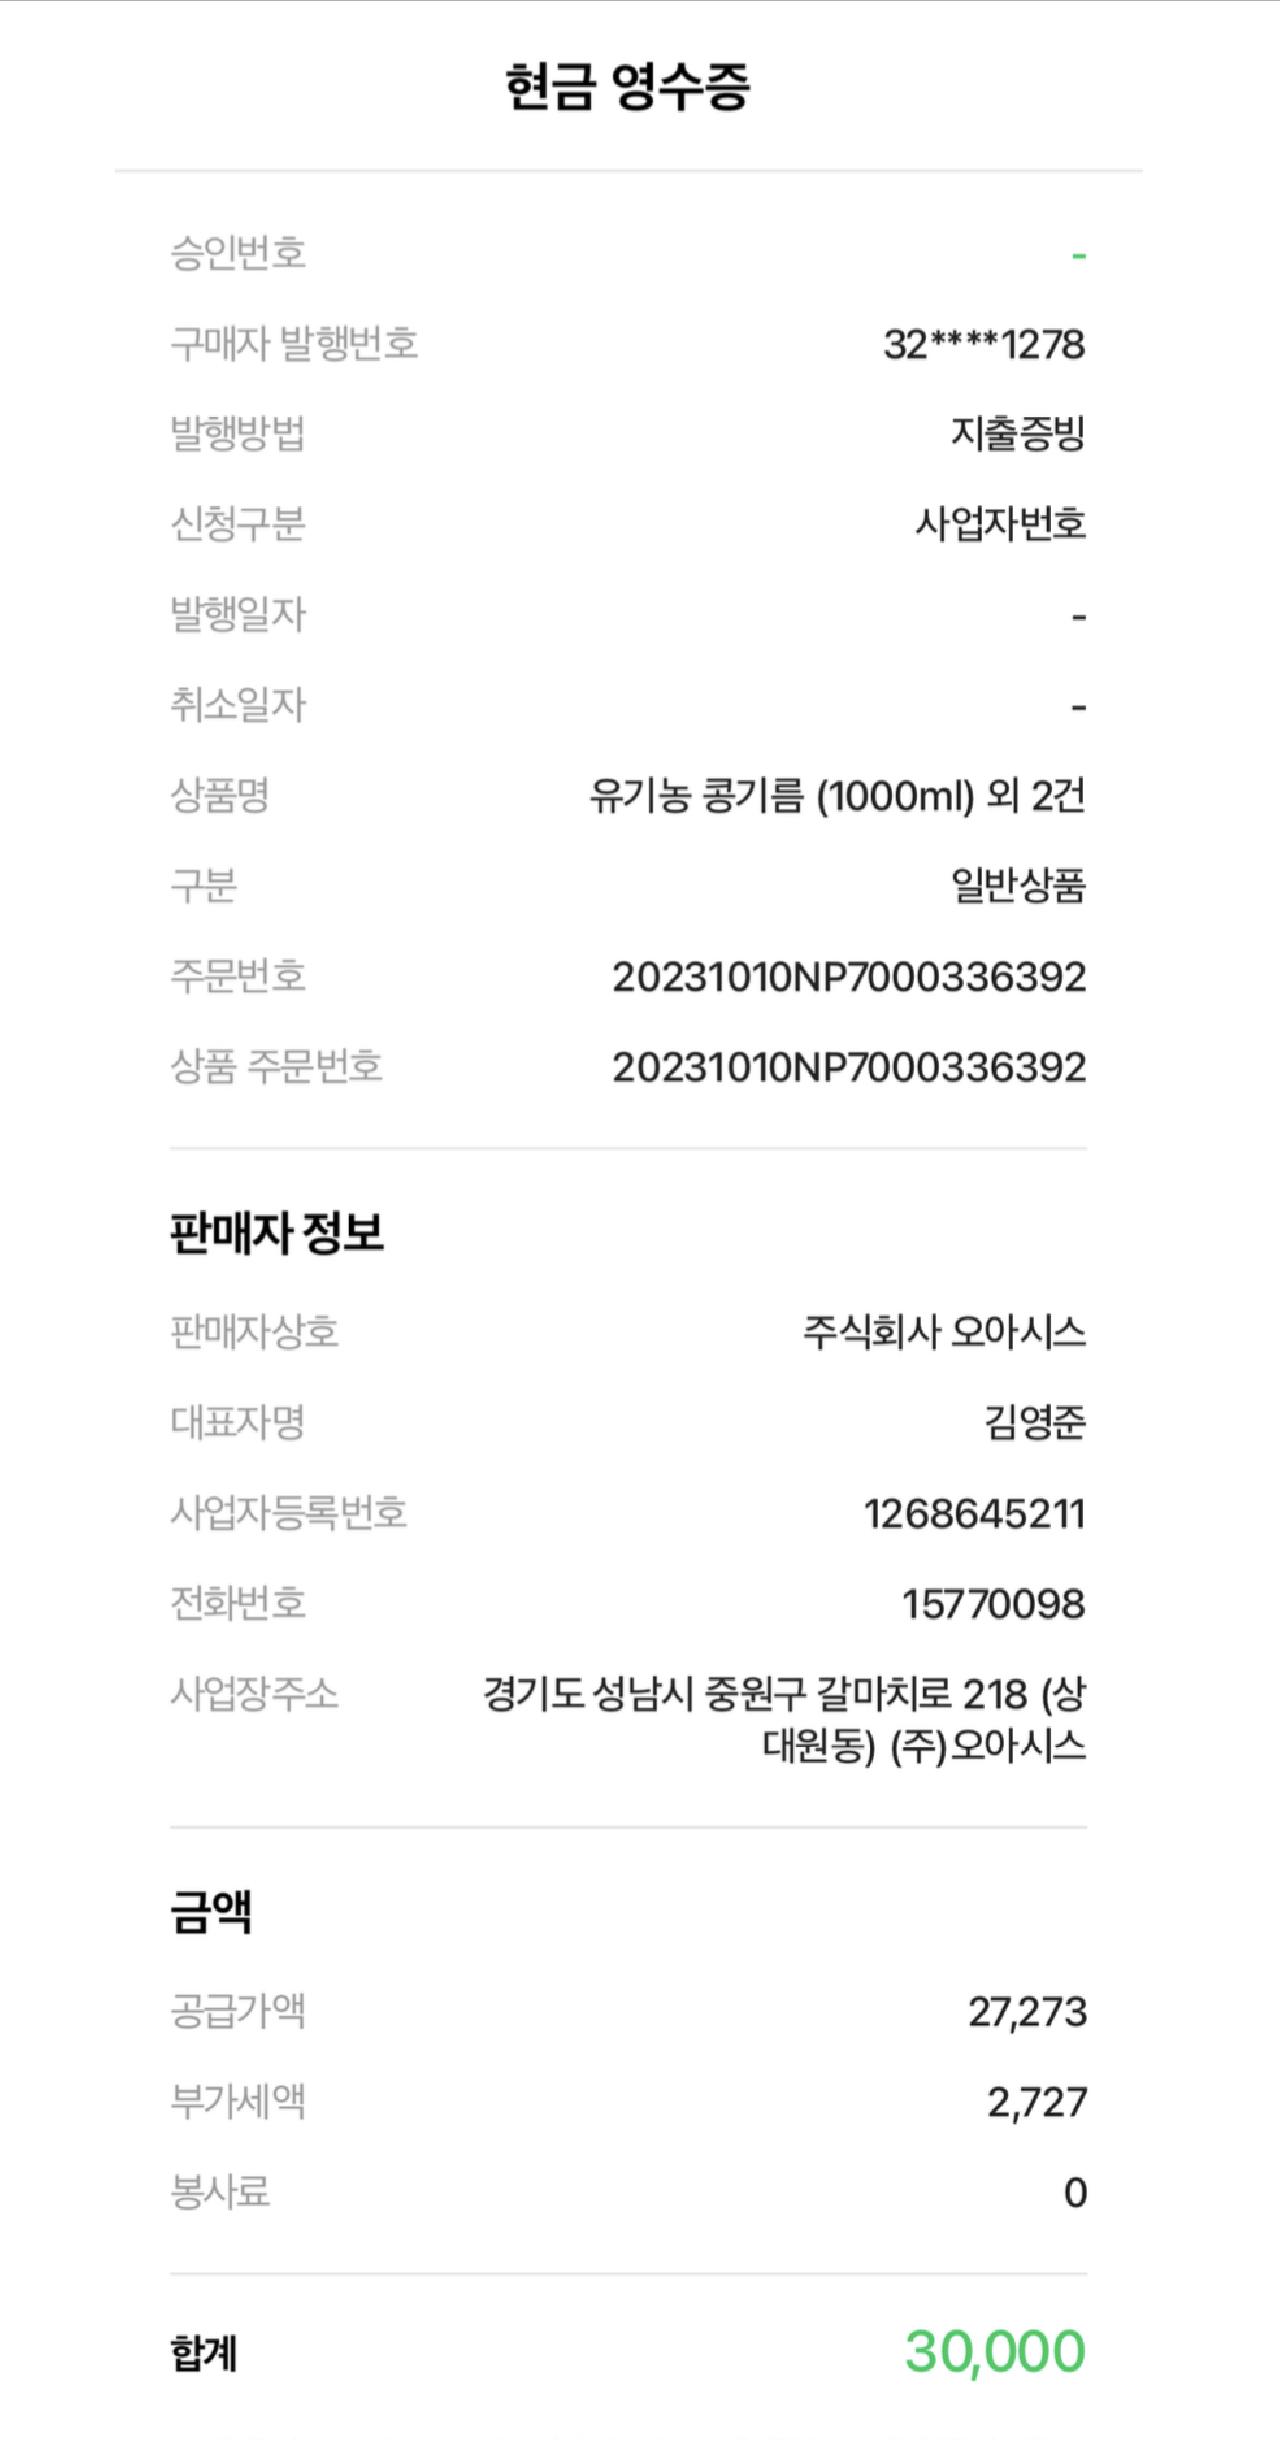 현금 영수증
승인번호 -
구매자 발행번호 32****1278
발행방법 지출증빙
신청구분 사업자번호
발행일자 -
취소일자 -
상품명 유기농 콩기름 (1000ml) 외 2건
구분 일반상품
주문번호 20231010NP7000336392
상품 주문번호 20231010NP7000336392
판매자 정보
판매자상호 주식회사 오아시스
대표자명 김영준
사업자등록번호 1268645211
전화번호 15770098
사업장주소 경기도 성남시 중원구 갈마치로 218 (상
대원동) (주)오아시스
금액
공급가액 27,273
부가세액 2,727
봉사료 0
합계 30,000